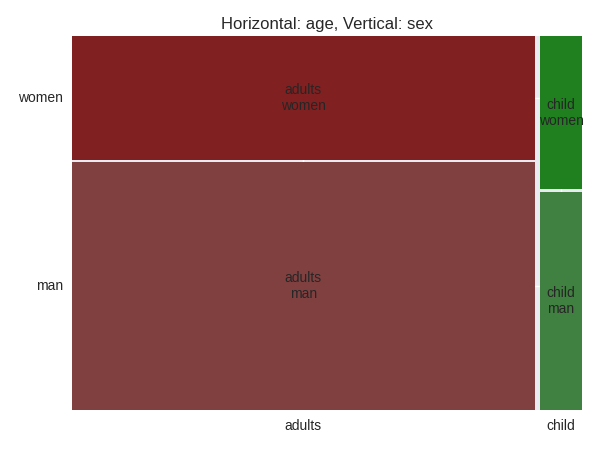 Horizontal: age, Vertical: sex
women
adults
women
child
women
man
adults
man
child
man
adults
child